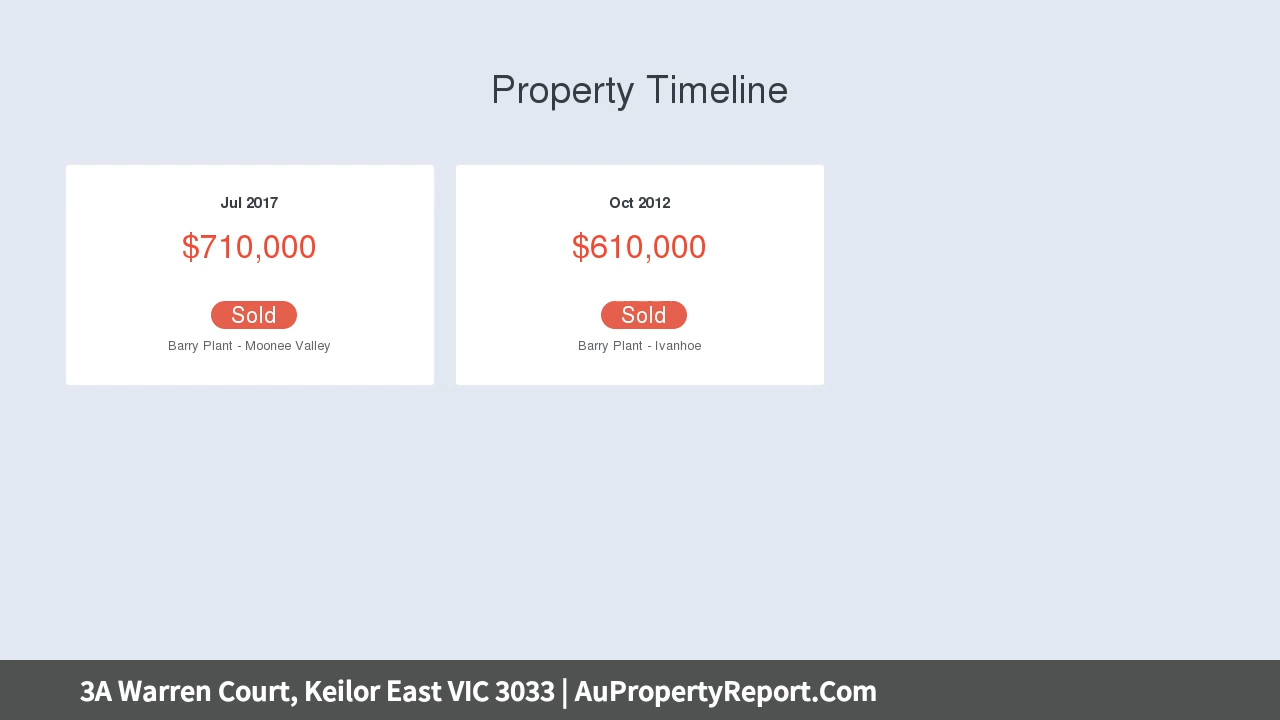 Property Timeline
Jul 2017
$710,000
Sold
Barry Plant - Moonee Valley
Oct 2012
$610,000
Sold
Barry Plant - Ivanhoe
3A Warren Court, Keilor East VIC 3033 | AuPropertyReport.Com